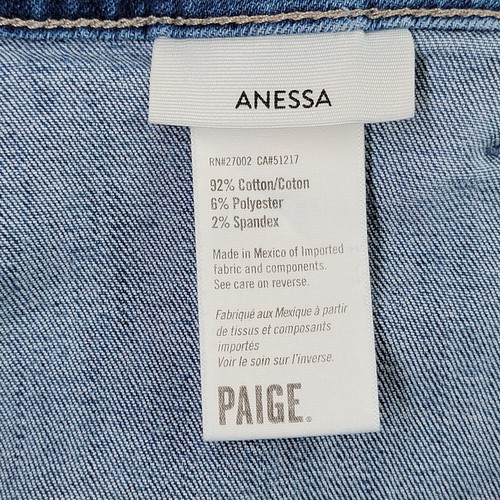 ANESSA
RN#27002 CA#51217
92% Cotton/Coton
6% Polyester
2% Spandex
Made in Mexico of Imported
fabric and components.
See care on reverse.
Fabriqué aux Mexique à partir
de tissus et composants
importés
Voir le soin sur l'inverse.
PAIGE®